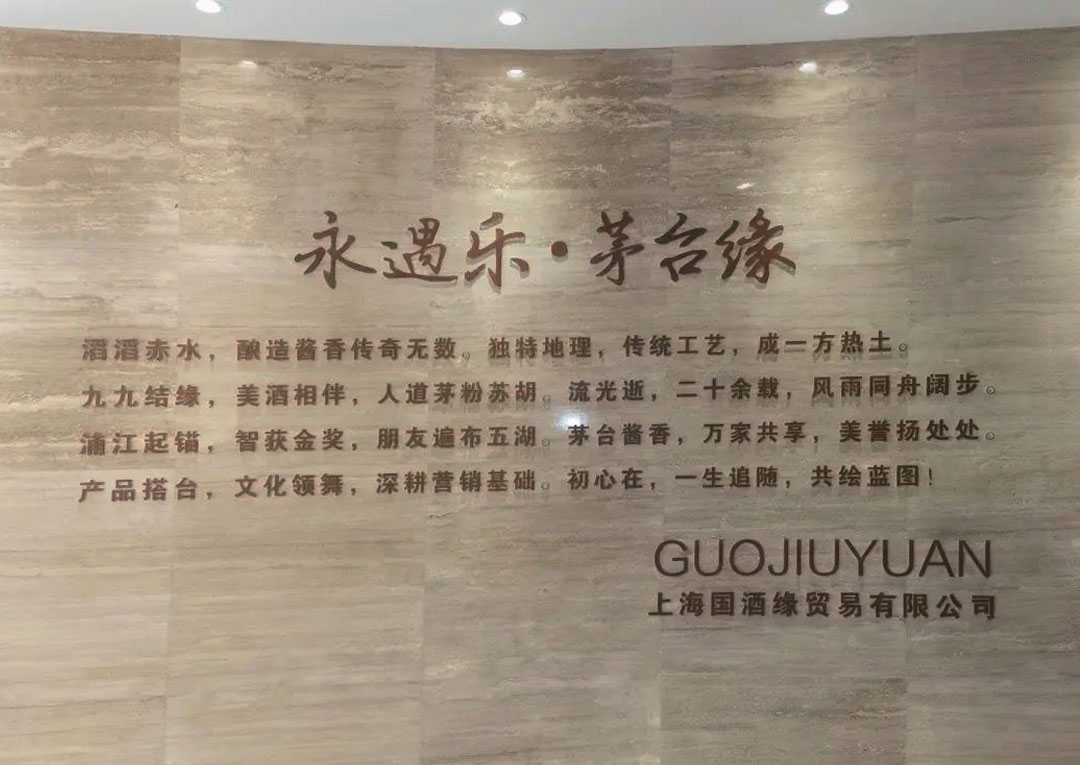 永遇乐·茅台缘
滔滔赤水，酿造酱香传奇无数。独特地理，传统工艺，成一方热土。
九九结缘，美酒相伴，人道茅粉苏胡。流光逝，二十余载，风雨同舟阔步。
浦江起锚，智获金奖，朋友遍布五湖。茅台酱香，万家共享，美誉扬处处。
产品搭台，文化领舞，深耕营销基础。初心在，一生追随，共绘蓝图！
GUOJIUYUAN
上海国酒缘贸易有限公司